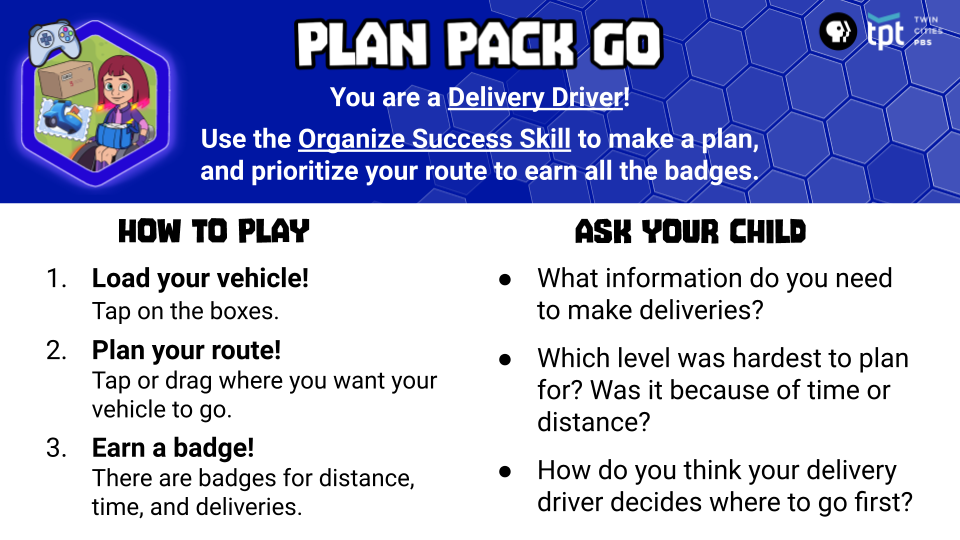 PLAN PACK GO
tpt
TWIN
CITIES
PBS
You are a Delivery Driver!
Use the Organize Success Skill to make a plan,
and prioritize your route to earn all the badges.
HOW TO PLAY
1. Load your vehicle!
Tap on the boxes.
2. Plan your route!
Tap or drag where you want your
vehicle to go.
3. Earn a badge!
There are badges for distance,
time, and deliveries.
ASK YOUR CHILD
● What information do you need
to make deliveries?
● Which level was hardest to plan
for? Was it because of time or
distance?
● How do you think your delivery
driver decides where to go first?